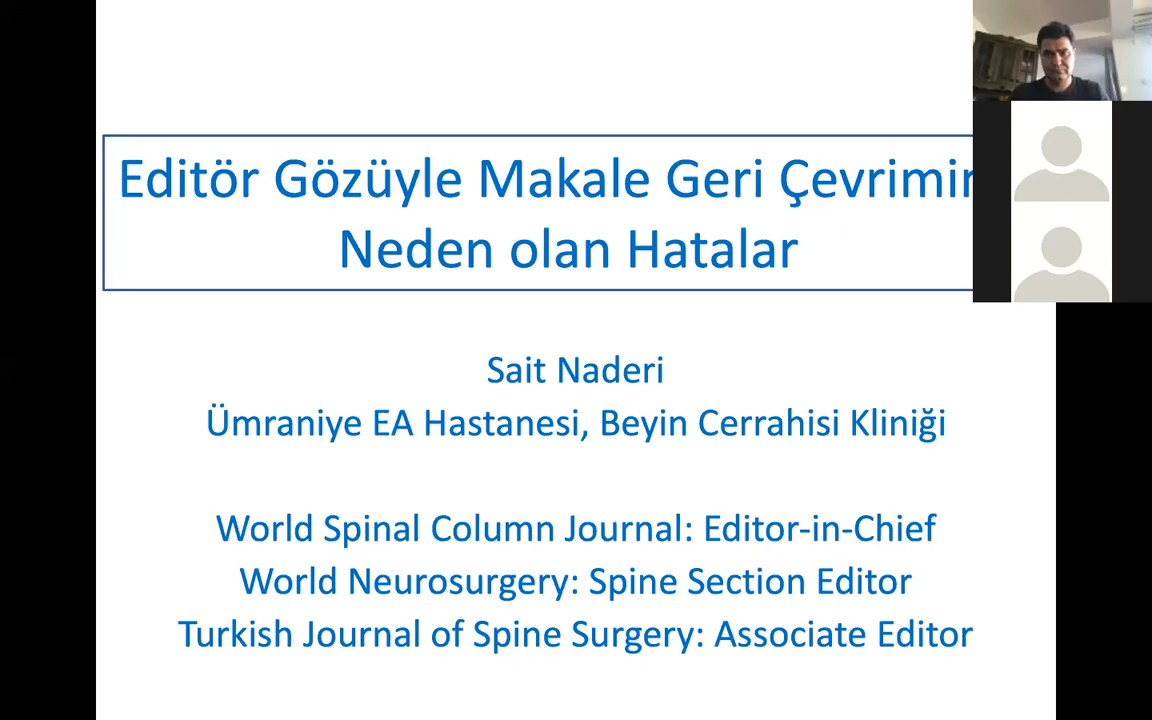 Editör Gözüyle Makale Geri
Neden olan Hatalar
Sait Naderi
Ümraniye EA Hastanesi, Beyin Cerrahisi Kliniği
World Spinal Column Journal: Editor-in-Chief
World Neurosurgery: Spine Section Editor
Turkish Journal of Spine Surgery: Associate Editor